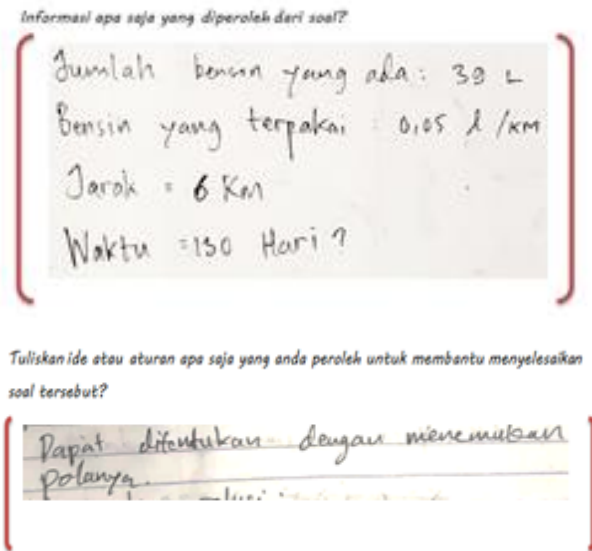 Informasi apa saja yang diperoleh dari soal?
Jumlah bensin yang ada : 39 L
Bensin yang terpakai : 0,05 l /KM
Jarak = 6 Km
Waktu = 130 Hari ?
Tuliskan ide atau aturan apa saja yang anda peroleh untuk membantu menyelesaikan
soal tersebut?
Dapat ditentukan dengan menemukan
polanya.